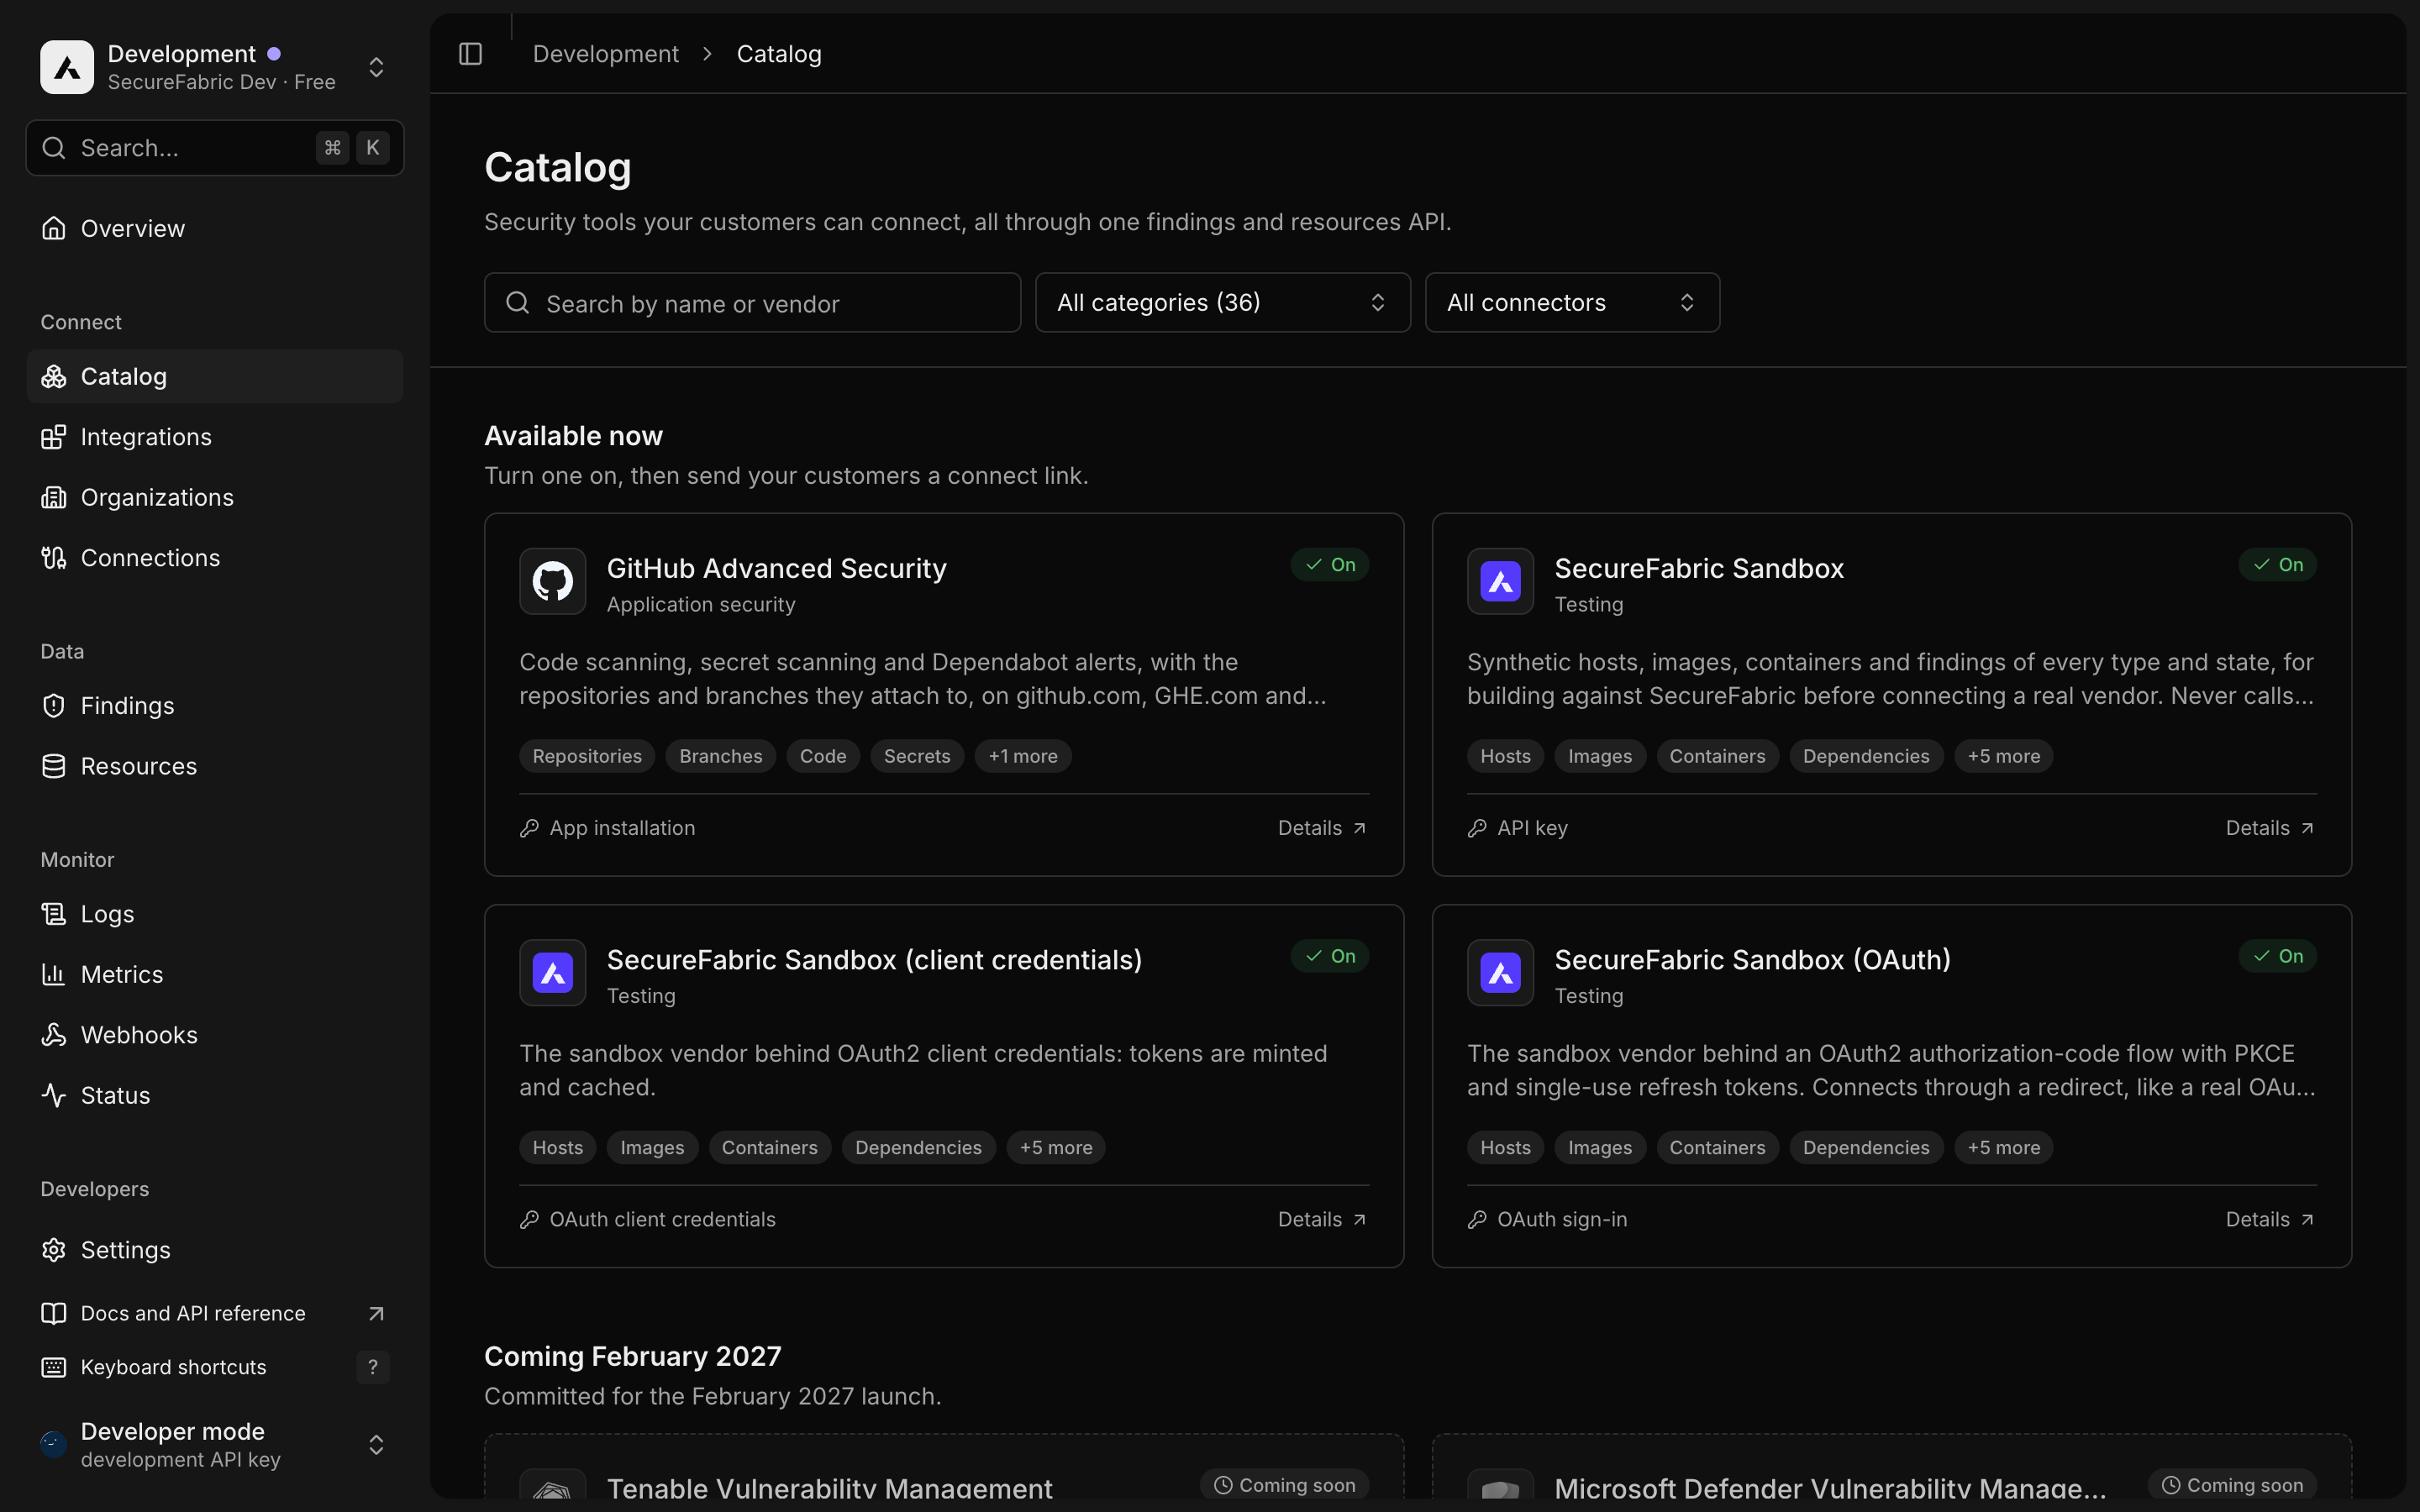 Development
SecureFabric Dev · Free
Search...
⌘ K
Overview
Connect
Catalog
Integrations
Organizations
Connections
Data
Findings
Resources
Monitor
Logs
Metrics
Webhooks
Status
Developers
Settings
Docs and API reference
Keyboard shortcuts ?
Developer mode
development API key
Development > Catalog
Catalog
Security tools your customers can connect, all through one findings and resources API.
Search by name or vendor
All categories (36)
All connectors
Available now
Turn one on, then send your customers a connect link.
GitHub Advanced Security
On
Application security
Code scanning, secret scanning and Dependabot alerts, with the
repositories and branches they attach to, on github.com, GHE.com and...
Repositories Branches Code Secrets +1 more
App installation
Details
SecureFabric Sandbox
On
Testing
Synthetic hosts, images, containers and findings of every type and state, for
building against SecureFabric before connecting a real vendor. Never calls...
Hosts Images Containers Dependencies +5 more
API key
Details
SecureFabric Sandbox (client credentials)
On
Testing
The sandbox vendor behind OAuth2 client credentials: tokens are minted
and cached.
Hosts Images Containers Dependencies +5 more
OAuth client credentials
Details
SecureFabric Sandbox (OAuth)
On
Testing
The sandbox vendor behind an OAuth2 authorization-code flow with PKCE
and single-use refresh tokens. Connects through a redirect, like a real OAu...
Hosts Images Containers Dependencies +5 more
OAuth sign-in
Details
Coming February 2027
Committed for the February 2027 launch.
Tenable Vulnerability Management
Coming soon
Microsoft Defender Vulnerability Manage...
Coming soon